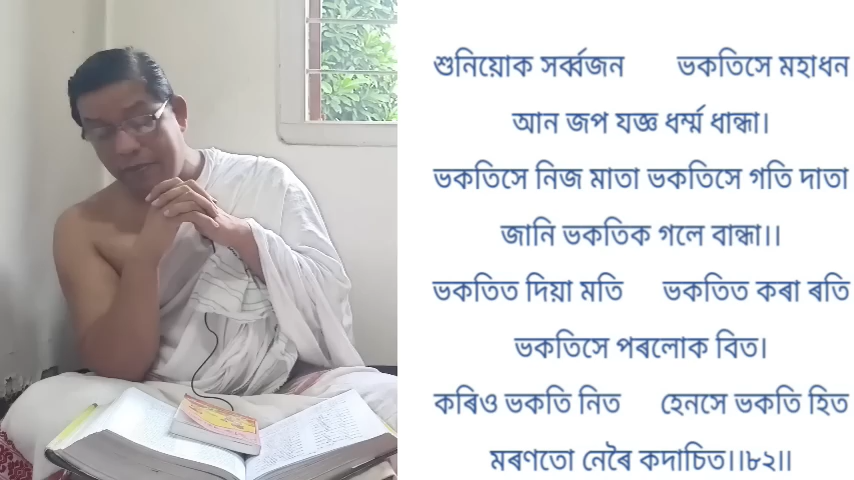 শুনিয়োক সৰ্ব্বজন ভকতিসে মহাধন
আন জপ যজ্ঞ ধৰ্ম্ম ধান্ধা।
ভকতিসে নিজ মাতা ভকতিসে গতি দাতা
জানি ভকতিক গলে বান্ধা।।
ভকতিত দিয়া মতি ভকতিত কৰা ৰতি
ভকতিসে পৰলোক বিত।
কৰিও ভকতি নিত হেনসে ভকতি হিত
মৰণতো নেৰৈ কদাচিত।।৮২॥